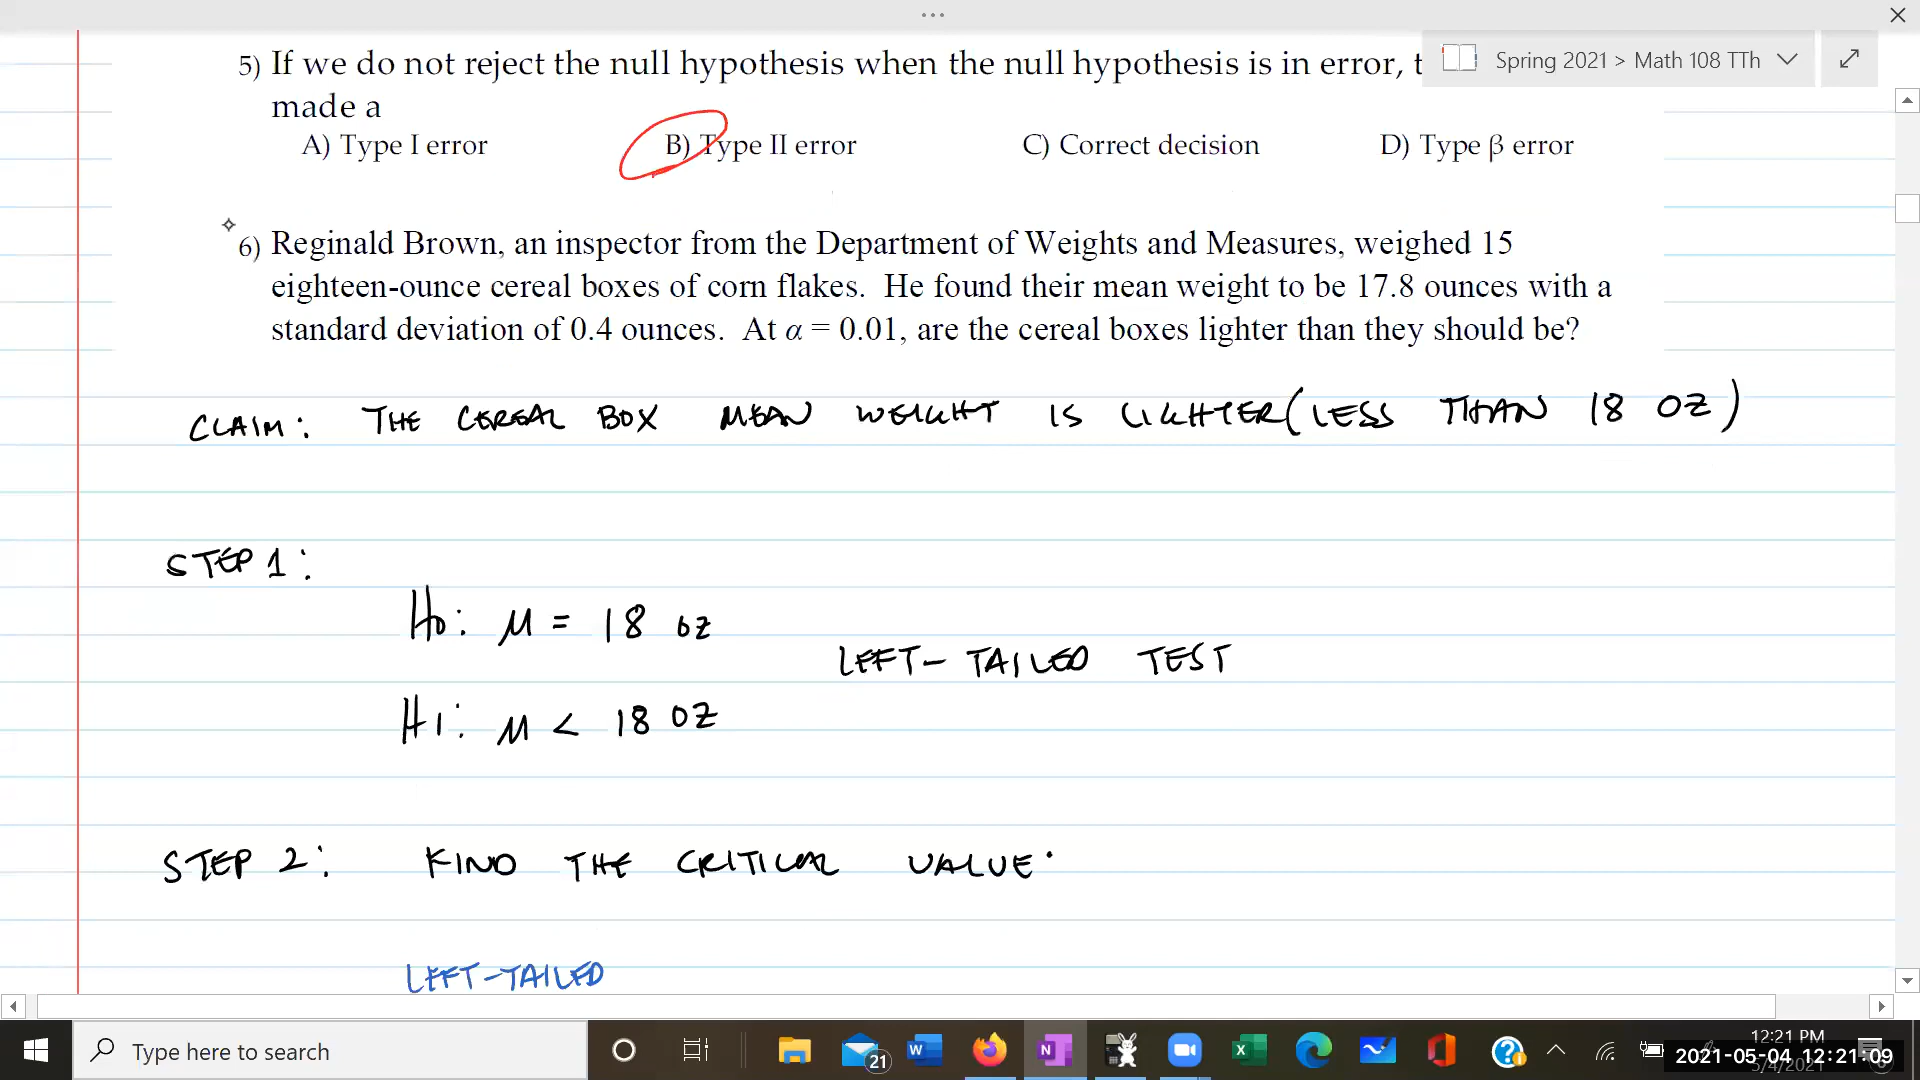 Spring 2021 > Math 108 TTh
5) If we do not reject the null hypothesis when the null hypothesis is in error, t
made a
A) Type I error B) Type II error C) Correct decision D) Type β error
6) Reginald Brown, an inspector from the Department of Weights and Measures, weighed 15
eighteen-ounce cereal boxes of corn flakes. He found their mean weight to be 17.8 ounces with a
standard deviation of 0.4 ounces. At α = 0.01, are the cereal boxes lighter than they should be?
CLAIM: THE CEREAL BOX MEAN WEIGHT IS LIGHTER (LESS THAN 18 OZ)
STEP 1:
H0: μ = 18 oz
LEFT-TAILED TEST
H1: μ < 18 OZ
STEP 2: FIND THE CRITICAL VALUE.
LEFT-TAILED
Type here to search
21
12:21 PM
2021-05-04 12:21:09